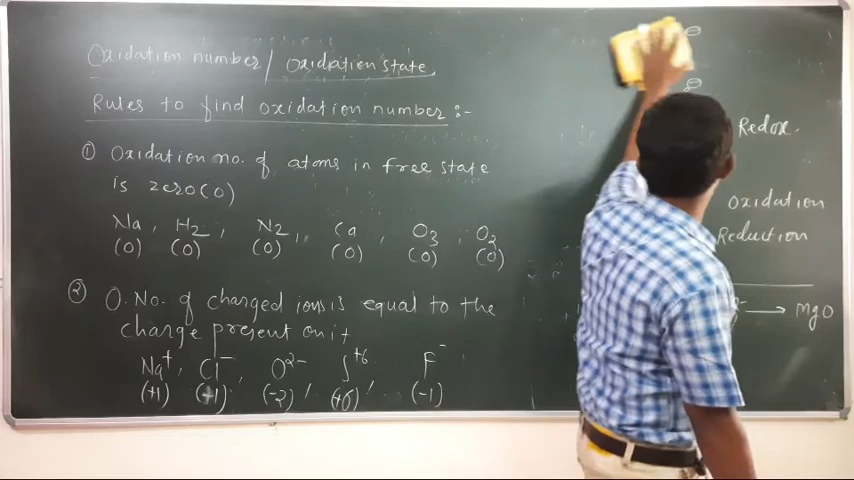 Oxidation number/ oxidation state.
Rules to find oxidation number :-
① Oxidation no. of atoms in free state
is zero(0)
Na, H2, N2, Ca, O3, O2
(0) (0) (0) (0) (0) (0)
② O.No. of charged ions is equal to the
charge present on it
Na⁺, Cl⁻, O²⁻, S⁺⁶, F⁻
(+1) (+1) (-2), (+6), (-1)
Redox.
Oxidation
Reduction
→ MgO